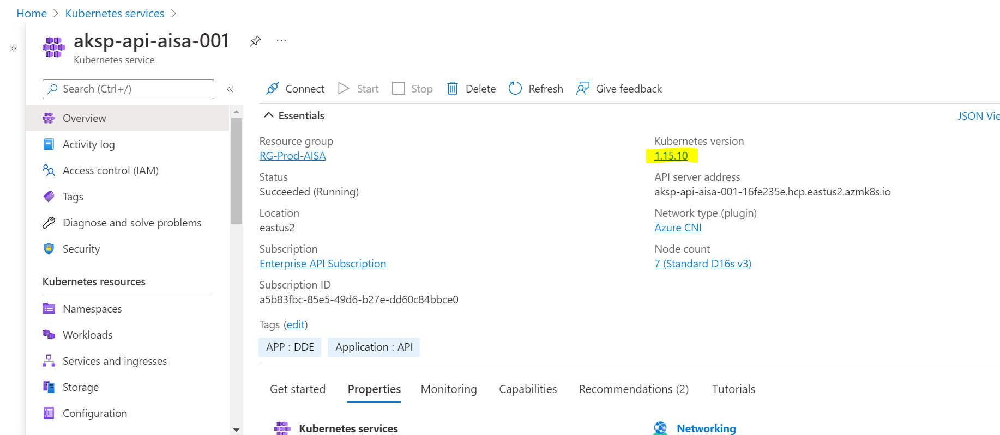 Home > Kubernetes services >
aksp-api-aisa-001
Kubernetes service
Search (Ctrl+/)
Overview
Activity log
Access control (IAM)
Tags
Diagnose and solve problems
Security
Kubernetes resources
Namespaces
Workloads
Services and ingresses
Storage
Configuration
Connect Start Stop Delete Refresh Give feedback
Essentials
JSON Vie
Resource group
RG-Prod-AISA
Status
Succeeded (Running)
Location
eastus2
Subscription
Enterprise API Subscription
Subscription ID
a5b83fbc-85e5-49d6-b27e-dd60c84bbce0
Kubernetes version
1.15.10
API server address
aksp-api-aisa-001-16fe235e.hcp.eastus2.azmk8s.io
Network type (plugin)
Azure CNI
Node count
7 (Standard D16s v3)
Tags (edit)
APP : DDE Application : API
Get started Properties Monitoring Capabilities Recommendations (2) Tutorials
Kubernetes services
Networking